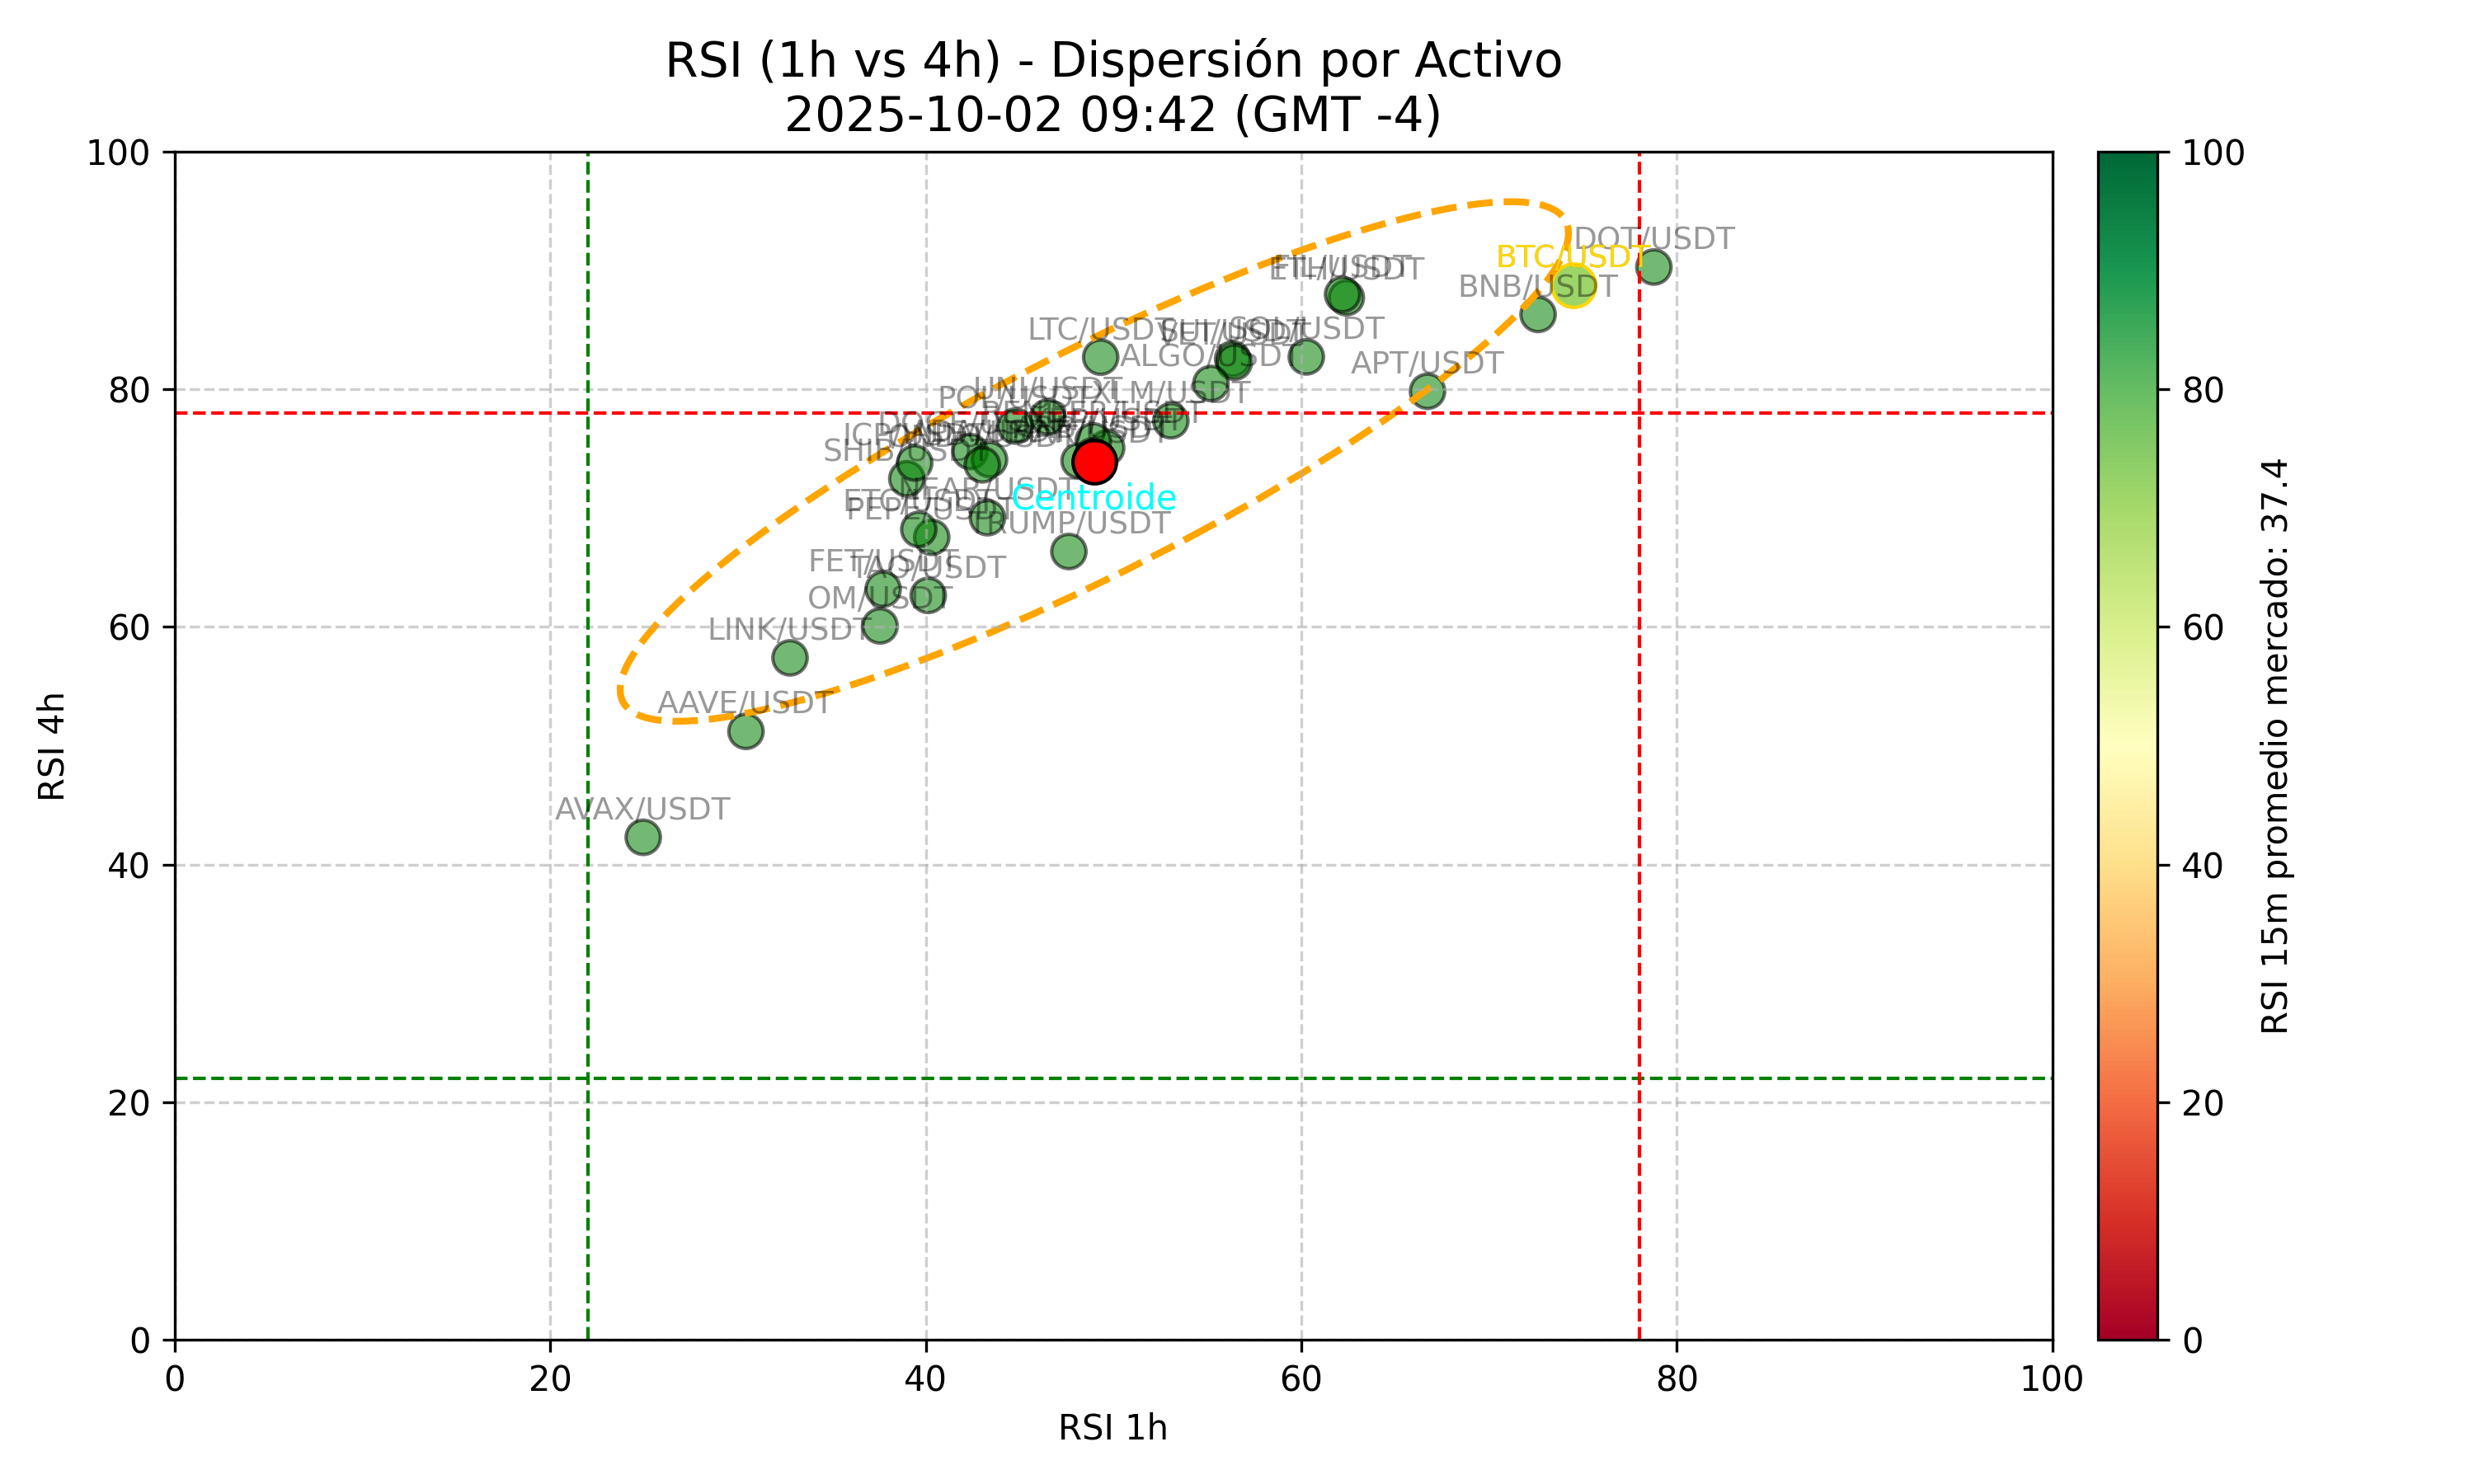 RSI (1h vs 4h) - Dispersión por Activo
2025-10-02 09:42 (GMT -4)
100
80
60
40
20
0
RSI 4h
0
20
40
60
80
100
RSI 1h
DOT/USDT
BTC/USDT
BNB/USDT
ETH/USDT
LTC/USDT
SOL/USDT
ALGO/USD
APT/USDT
UNI/USDT
XLM/USDT
SHIB/USDT
NEAR/USDT
Centroide
ETC/USDT
PEPE/USDT
RUMP/USDT
FET/USDT
TAO/USDT
OM/USDT
LINK/USDT
AAVE/USDT
AVAX/USDT
100
80
60
40
20
0
RSI 15m promedio mercado: 37.4